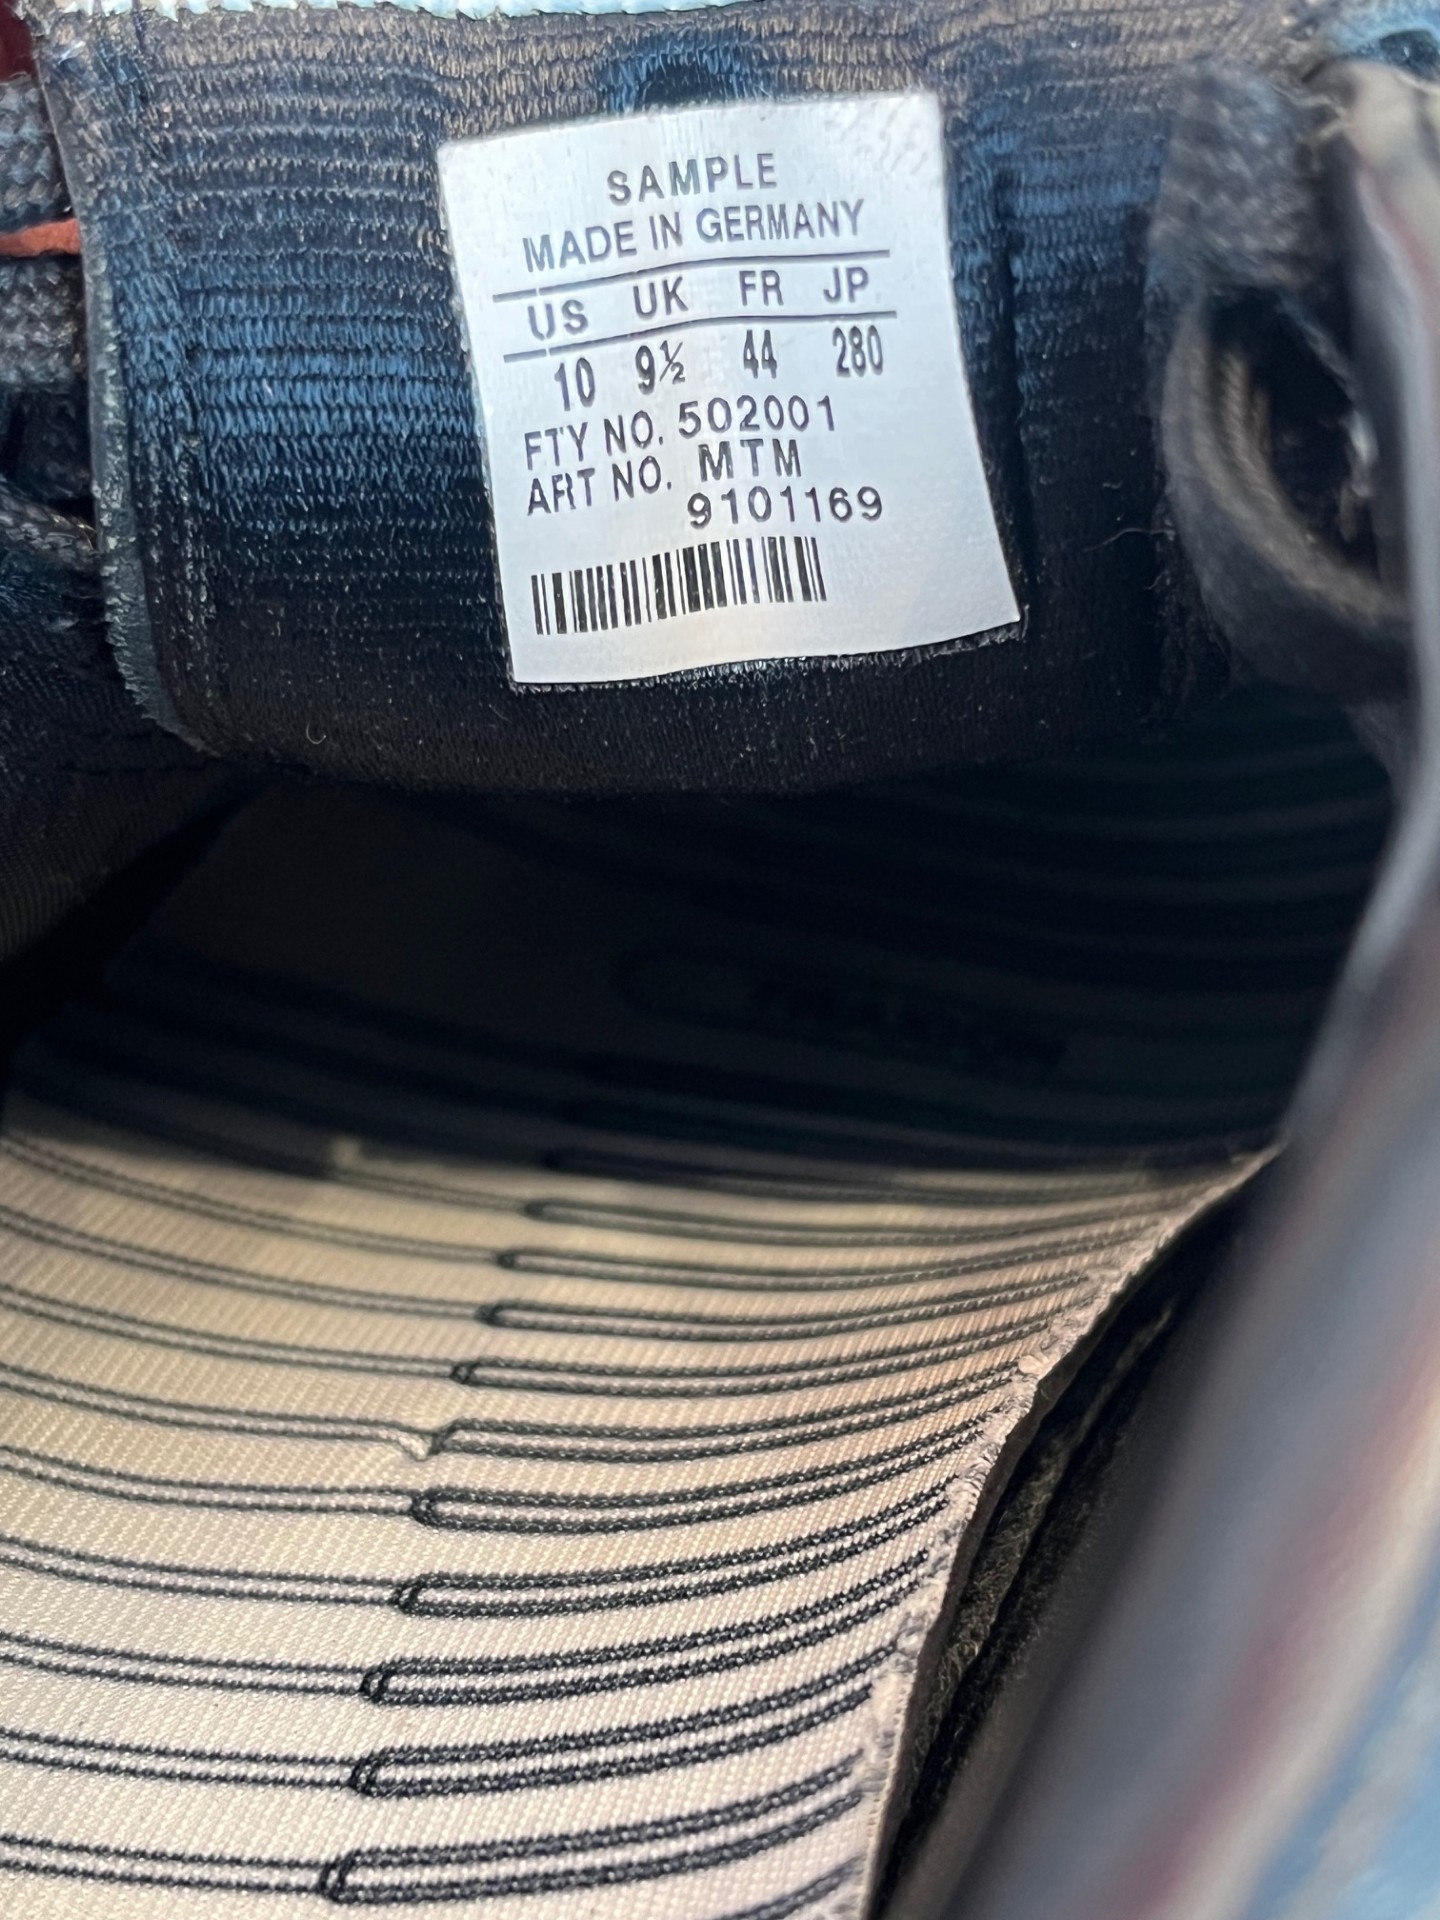 SAMPLE
MADE IN GERMANY
US UK FR JP
10 9½ 44 280
FTY NO. 502001
ART NO. MTM
9101169